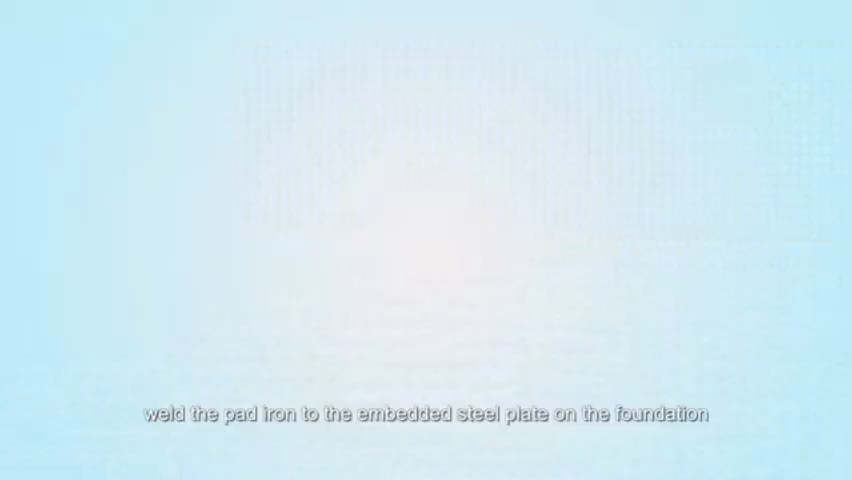 weld the pad iron to the embedded steel plate on the foundation